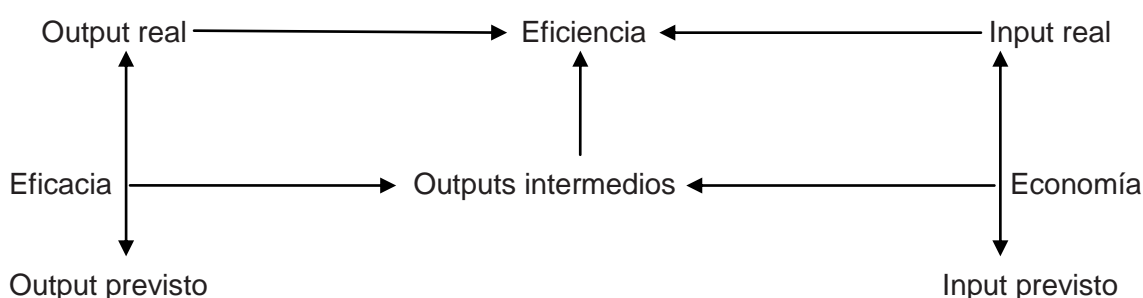 Output real Eficiencia Input real
Eficacia Outputs intermedios Economía
Output previsto Input previsto